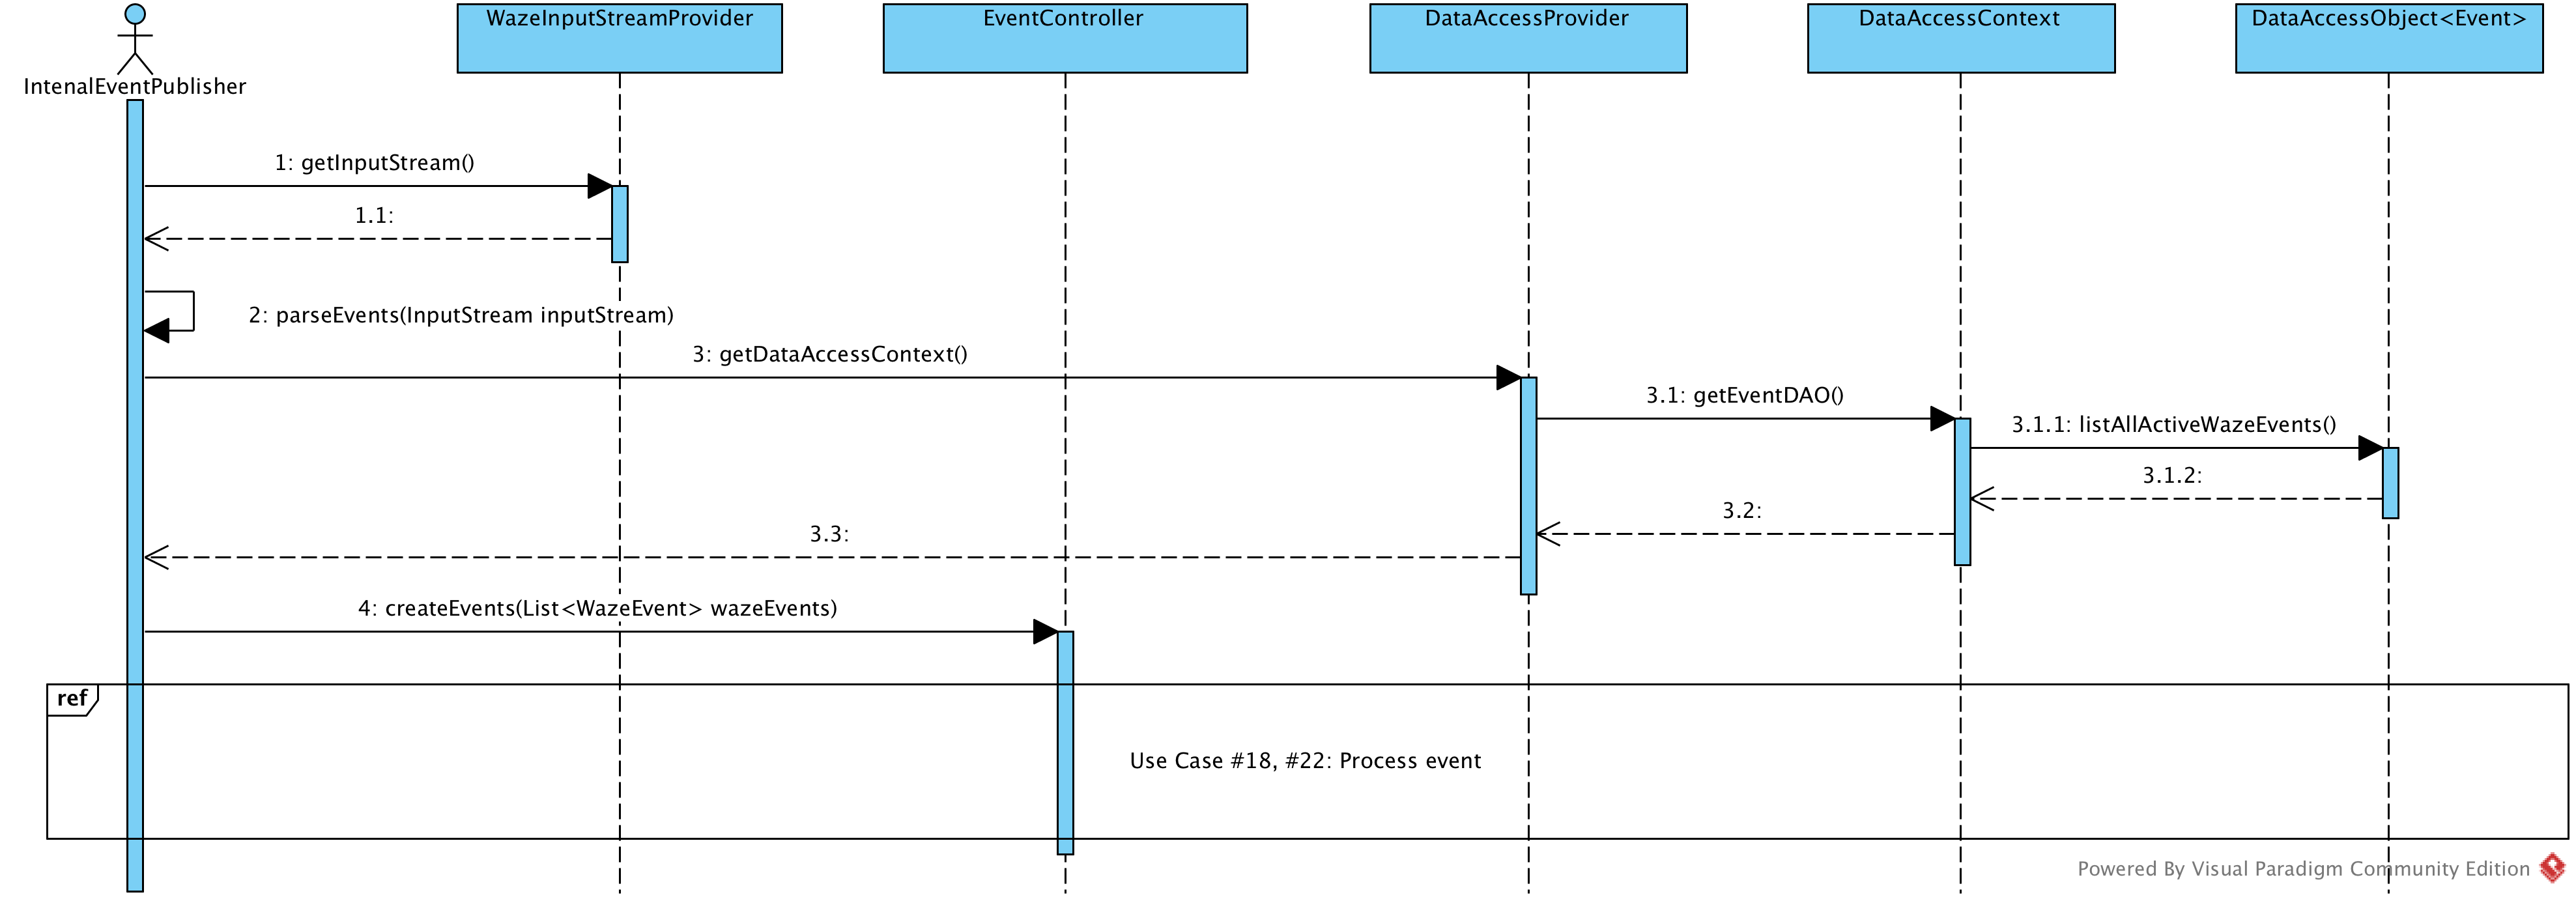 WazeInputStreamProvider
EventController
DataAccessProvider
DataAccessContext
DataAccessObject<Event>
IntenalEventPublisher
1: getInputStream()
1.1:
2: parseEvents(InputStream inputStream)
3: getDataAccessContext()
3.1: getEventDAO()
3.1.1: listAllActiveWazeEvents()
3.1.2:
3.2:
3.3:
4: createEvents(List<WazeEvent> wazeEvents)
ref
Use Case #18, #22: Process event
Powered By Visual Paradigm Community Edition